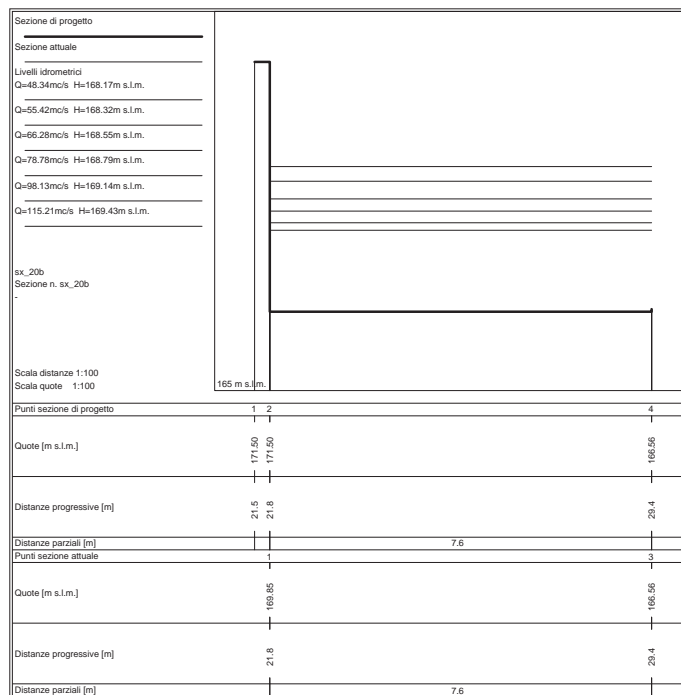 Sezione di progetto
Sezione attuale
Livelli idrometrici
Q=48.34mc/s H=168.17m s.l.m.
Q=55.42mc/s H=168.32m s.l.m.
Q=66.28mc/s H=168.55m s.l.m.
Q=78.78mc/s H=168.79m s.l.m.
Q=98.13mc/s H=169.14m s.l.m.
Q=115.21mc/s H=169.43m s.l.m.
sx_20b
Sezione n. sx_20b
-
Scala distanze 1:100
Scala quote 1:100
165 m s.l.m.
Punti sezione di progetto 1 2 4
Quote [m s.l.m.] 171.50 171.50 166.56
Distanze progressive [m] 21.5 21.8 29.4
Distanze parziali [m] 7.6
Punti sezione attuale 1 3
Quote [m s.l.m.] 169.85 166.56
Distanze progressive [m] 21.8 29.4
Distanze parziali [m] 7.6